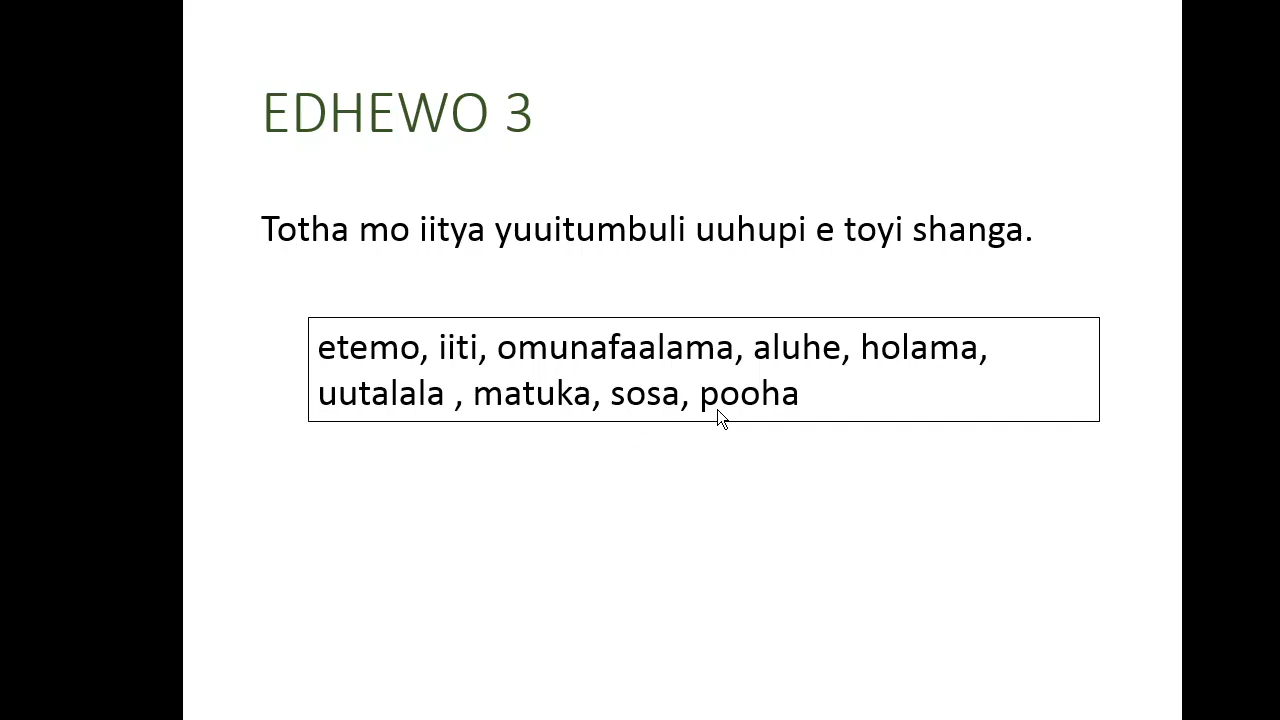 EDHEWO 3
Totha mo iitya yuuitumbuli uuhupi e toyi shanga.
etemo, iiti, omunafaalama, aluhe, holama,
uutalala , matuka, sosa, pooha